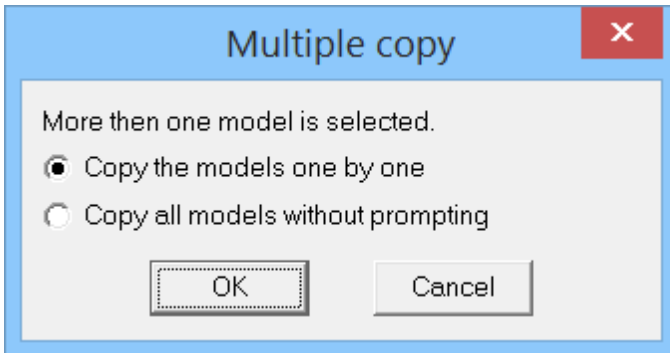 Multiple copy
More then one model is selected.
Copy the models one by one
Copy all models without prompting
OK Cancel